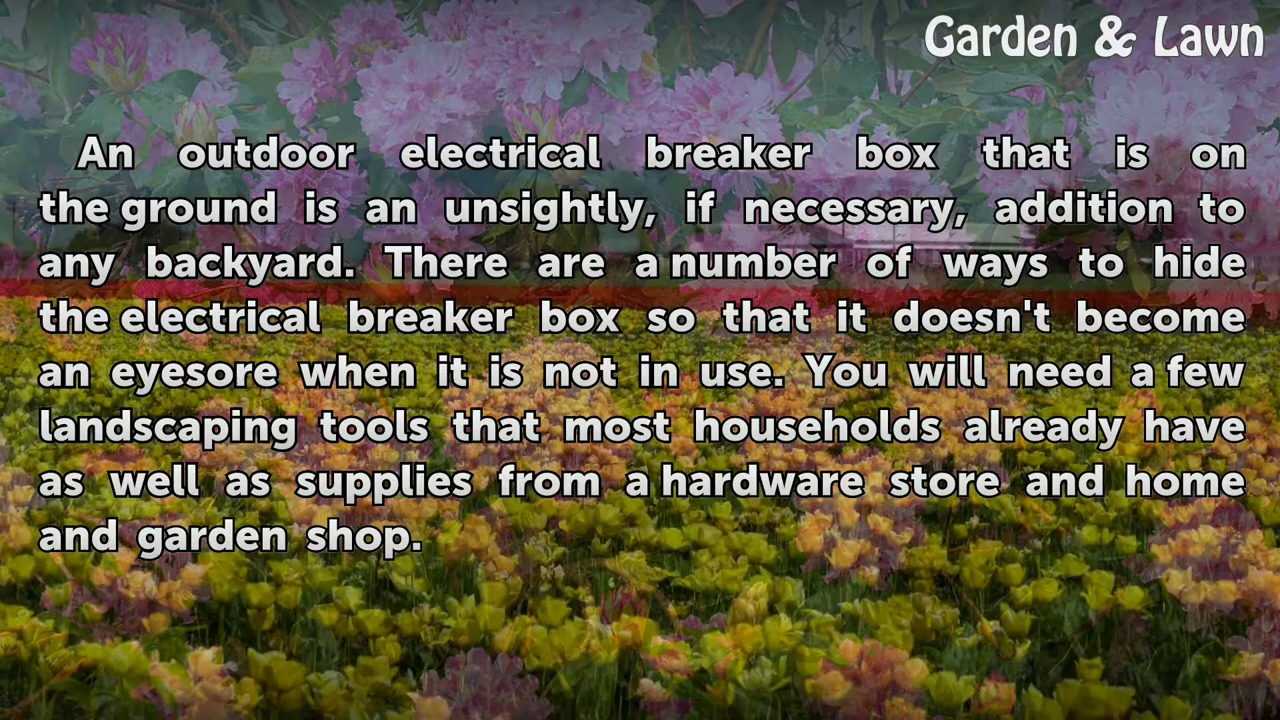 Garden & Lawn
An outdoor electrical breaker box that is on
the ground is an unsightly, if necessary, addition to
any backyard. There are a number of ways to hide
the electrical breaker box so that it doesn't become
an eyesore when it is not in use. You will need a few
landscaping tools that most households already have
as well as supplies from a hardware store and home
and garden shop.